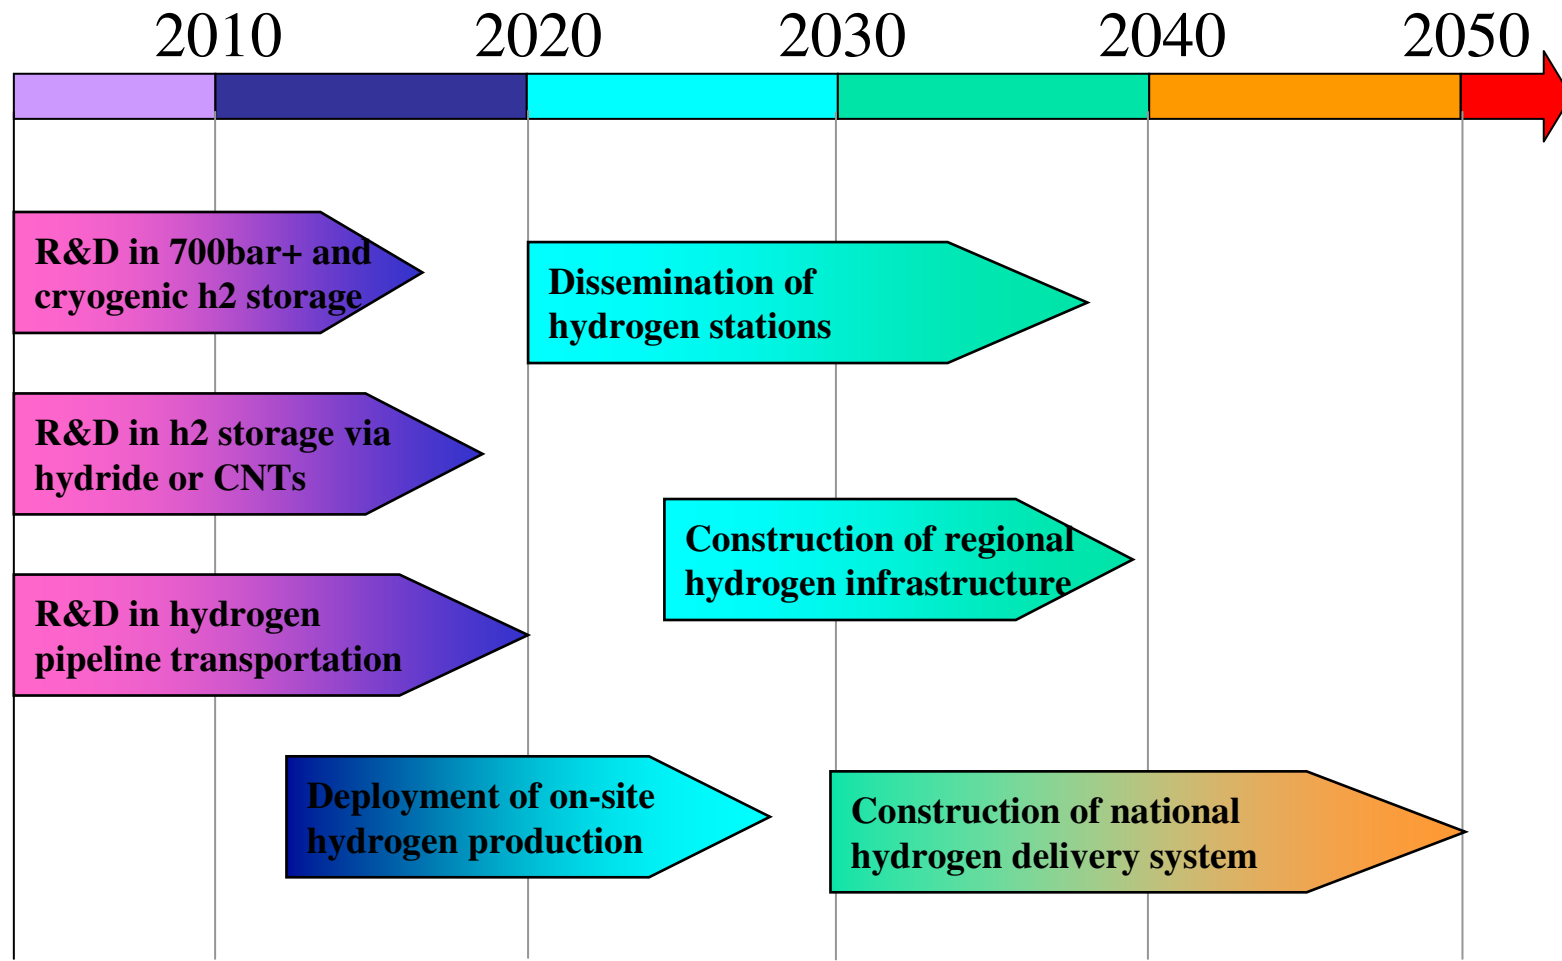 2010 2020 2030 2040 2050
R&D in 700bar+ and
cryogenic h2 storage
Dissemination of
hydrogen stations
R&D in h2 storage via
hydride or CNTs
Construction of regional
hydrogen infrastructure
R&D in hydrogen
pipeline transportation
Deployment of on-site
hydrogen production
Construction of national
hydrogen delivery system